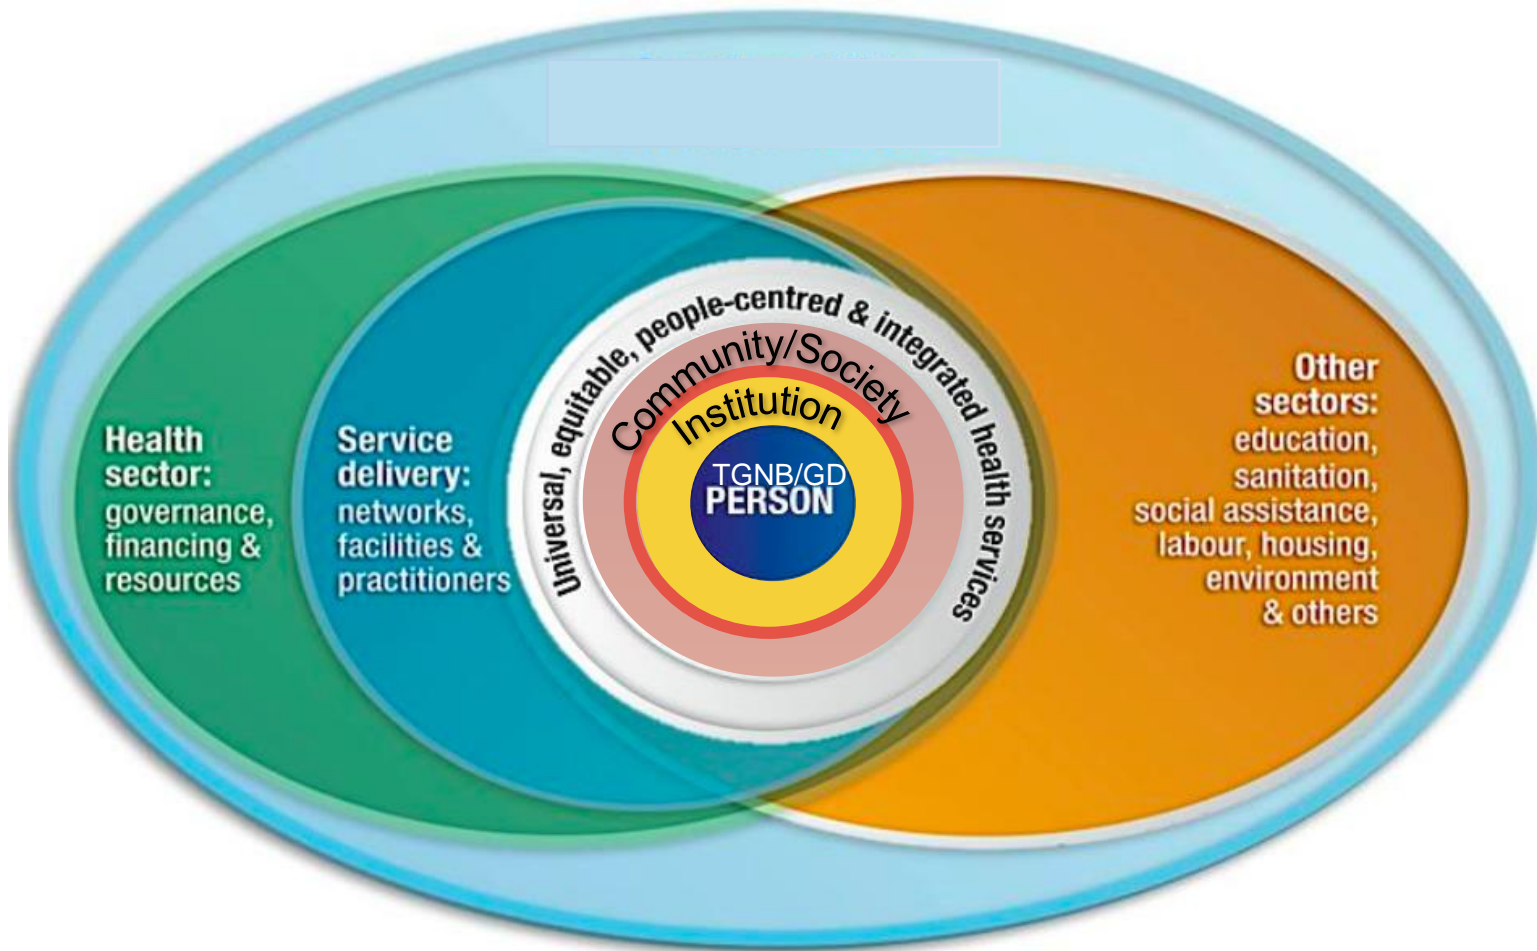 Health
sector:
governance,
financing &
resources
Service
delivery:
networks,
facilities &
practitioners
Universal, equitable, people-centred & integrated health services
Community/Society
Institution
TGNB/GD
PERSON
Other
sectors:
education,
sanitation,
social assistance,
labour, housing,
environment
& others